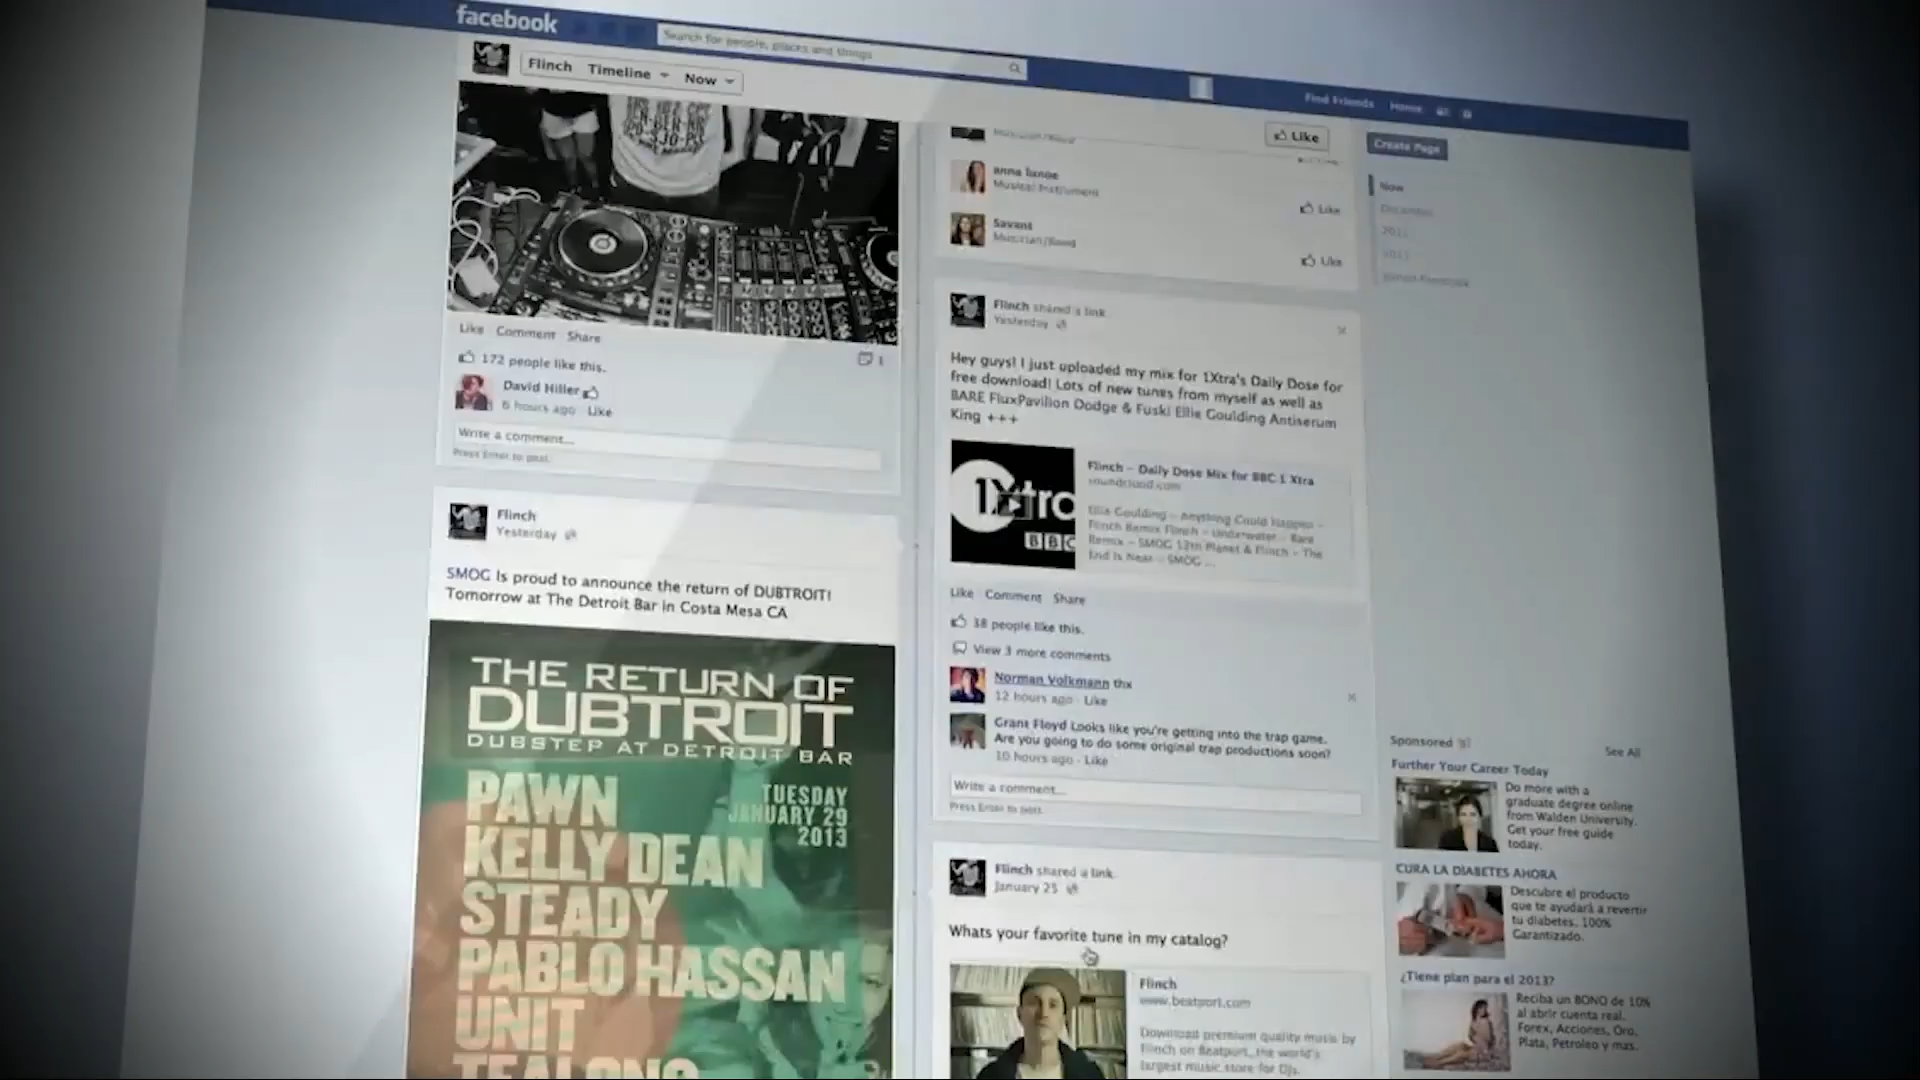 facebook
Search for people, places and things
Flinch Timeline Now
Find Friends Home
Like
Create Page
Now
anna lunoe
Musical Instrument
Like
Savant
Musician/Band
Like
Like Comment Share
172 people like this.
1
David Hiller
6 hours ago · Like
Write a comment...
Press Enter to post.
Flinch
Yesterday
SMOG is proud to announce the return of DUBTROIT!
Tomorrow at The Detroit Bar in Costa Mesa CA
THE RETURN OF
DUBTROIT
DUBSTEP AT DETROIT BAR
TUESDAY
JANUARY 29
2013
PAWN
KELLY DEAN
STEADY
PABLO HASSAN
UNIT
Flinch shared a link.
Yesterday
Hey guys! I just uploaded my mix for 1Xtra's Daily Dose for
free download! Lots of new tunes from myself as well as
BARE FluxPavilion Dodge & Fuski Ellie Goulding Antiserum
King +++
1Xtra
BBC
Flinch - Daily Dose Mix for BBC 1 Xtra
soundcloud.com
Ellie Goulding - Anything Could Happen -
Flinch Remix Flinch - Underwater - Bare
Remix - SMOG 12th Planet & Flinch - The
End Is Near - SMOG ...
Like Comment Share
38 people like this.
View 3 more comments
Norman Volkmann thx
12 hours ago · Like
Grant Floyd Looks like you're getting into the trap game.
Are you going to do some original trap productions soon?
10 hours ago · Like
Write a comment...
Press Enter to post.
Flinch shared a link.
January 25
Whats your favorite tune in my catalog?
Flinch
www.beatport.com
Download premium quality music by
Flinch on Beatport, the world's
largest music store for DJs.
Sponsored
See All
Further Your Career Today
Do more with a
graduate degree online
from Walden University.
Get your free guide
today.
CURA LA DIABETES AHORA
Descubre el producto
que te ayudará a revertir
tu diabetes. 100%
Garantizado.
¿Tiene plan para el 2013?
Reciba un BONO de 10%
al abrir cuenta real.
Forex, Acciones, Oro,
Plata, Petroleo y mas.